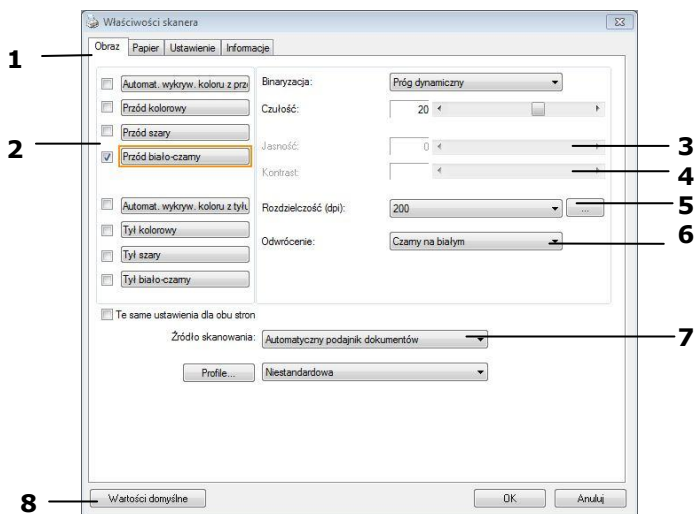 Właściwości skanera
Obraz Papier Ustawienie Informacje
1
Automat. wykryw. koloru z prze
Binaryzacja: Próg dynamiczny
Przód kolorowy
Czułość: 20
Przód szary
2
Jasność: 0
3
Przód biało-czarny
Kontrast:
4
Automat. wykryw. koloru z tyłu
Rozdzielczość (dpi): 200 ...
5
Tył kolorowy
Odwrócenie: Czarny na białym
6
Tył szary
Tył biało-czarny
Te same ustawienia dla obu stron
Źródło skanowania: Automatyczny podajnik dokumentów
7
Profile... Niestandardowa
8
Wartości domyślne OK Anuluj